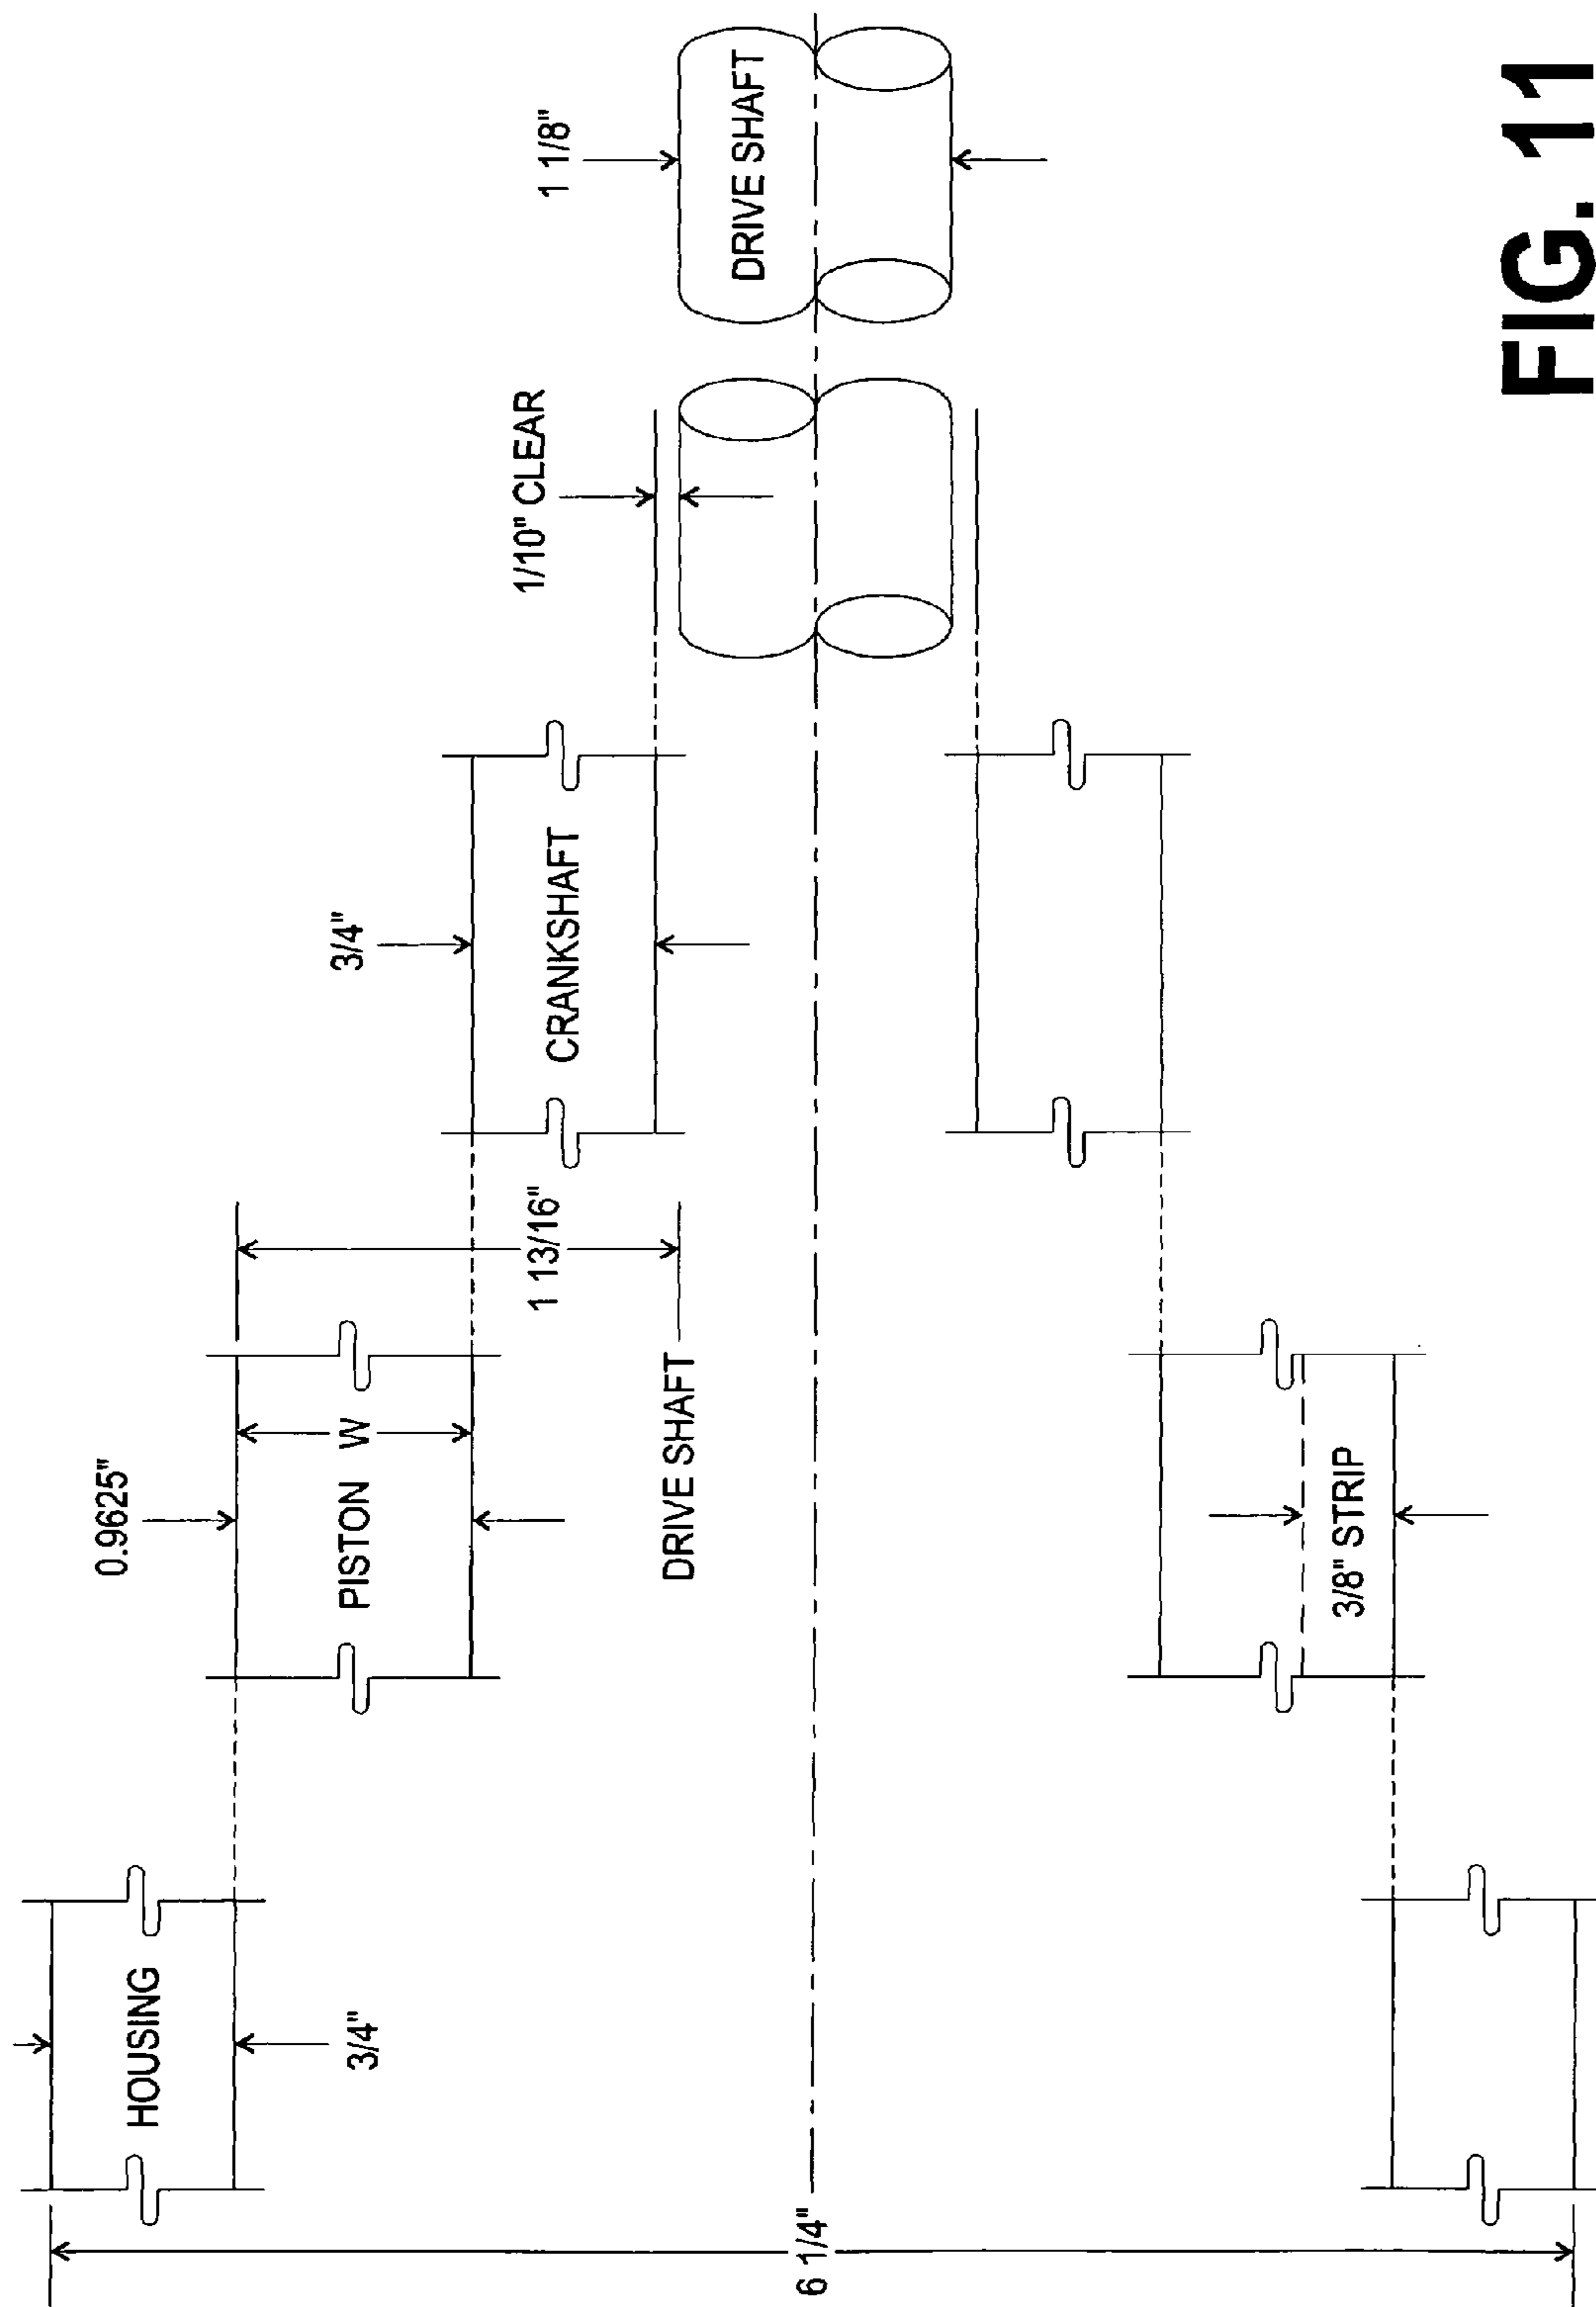 HOUSING
3/4"
6 1/4"
0.9625"
PISTON W
1 13/16"
DRIVE SHAFT
3/8" STRIP
3/4"
CRANKSHAFT
1/10" CLEAR
1 1/8"
DRIVE SHAFT
FIG. 11